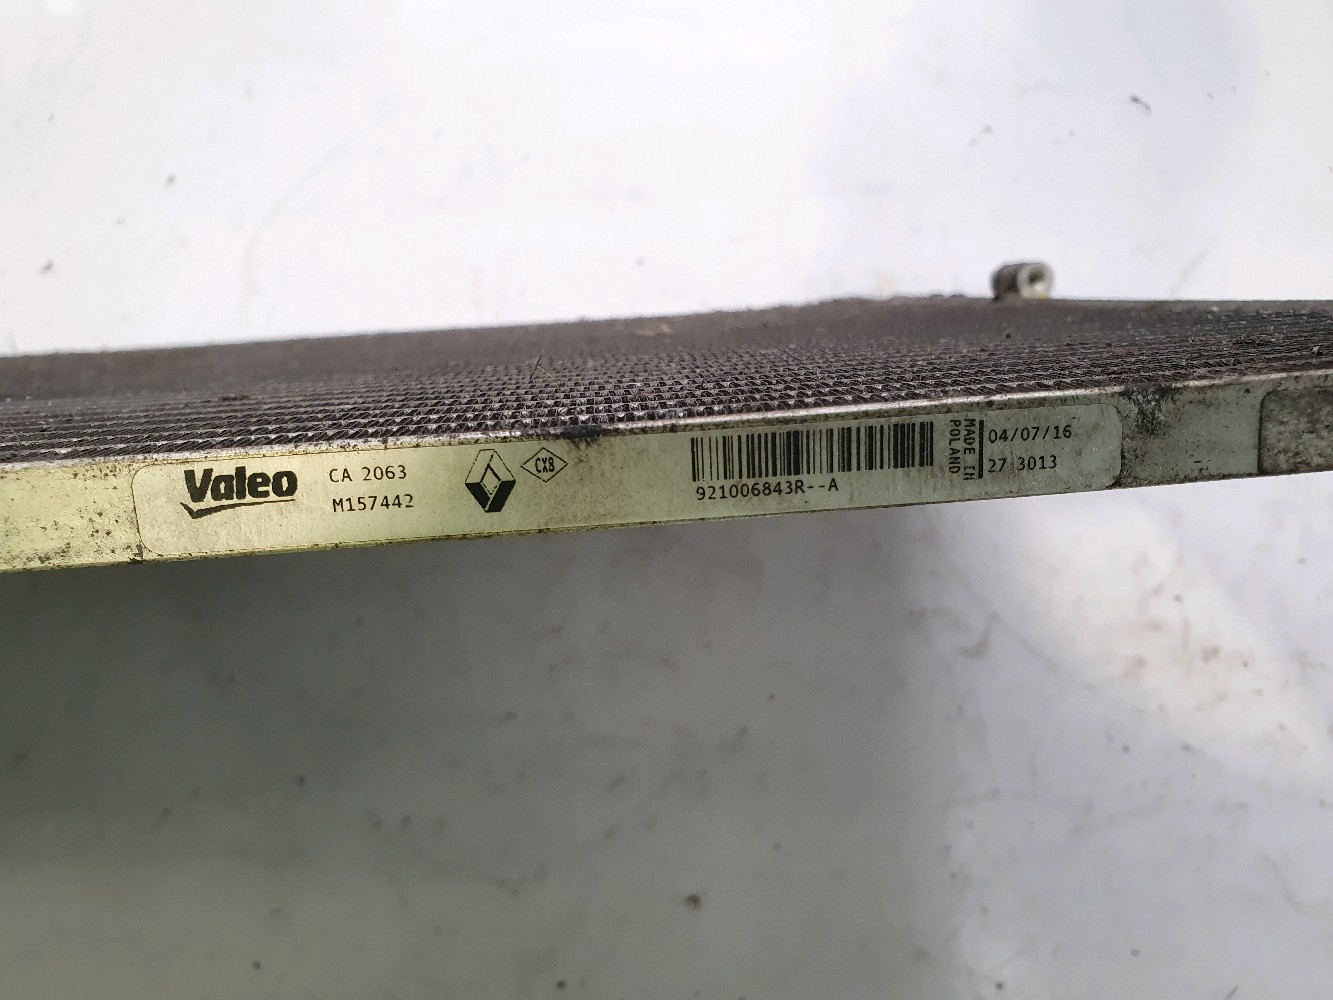 Valeo
CA 2063
M157442
CX8
921006843R--A
MADE IN
POLAND
04/07/16
27 3013